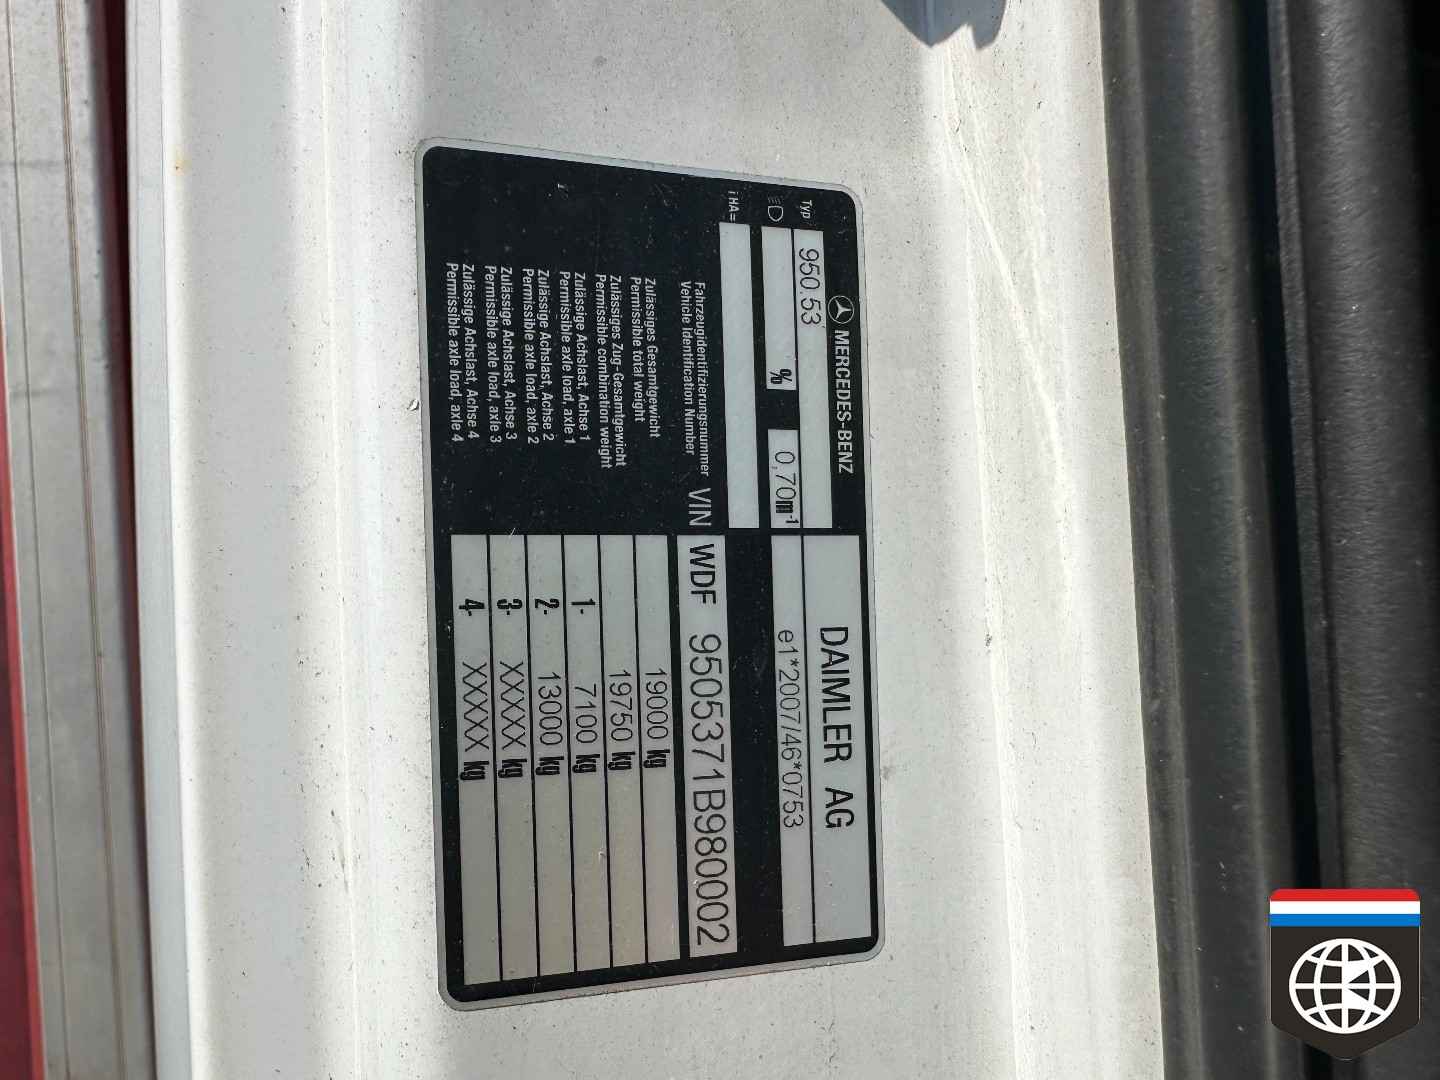 MERCEDES-BENZ
DAIMLER AG
Typ 950.53
e1*2007/46*0753
% 0,70m-1
iHA=
Fahrzeugidentifizierungsnummer
Vehicle Identification Number VIN WDF 9505371B980002
Zulässiges Gesamtgewicht
Permissible total weight 19000 kg
Zulässiges Zug-Gesamtgewicht
Permissible combination weight 19750 kg
Zulässige Achslast, Achse 1
Permissible axle load, axle 1 1- 7100 kg
Zulässige Achslast, Achse 2
Permissible axle load, axle 2 2- 13000 kg
Zulässige Achslast, Achse 3
Permissible axle load, axle 3 3- XXXXX kg
Zulässige Achslast, Achse 4
Permissible axle load, axle 4 4- XXXXX kg